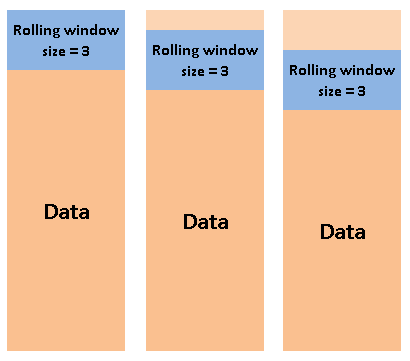 Rolling window
size = 3
Data
Rolling window
size = 3
Data
Rolling window
size = 3
Data